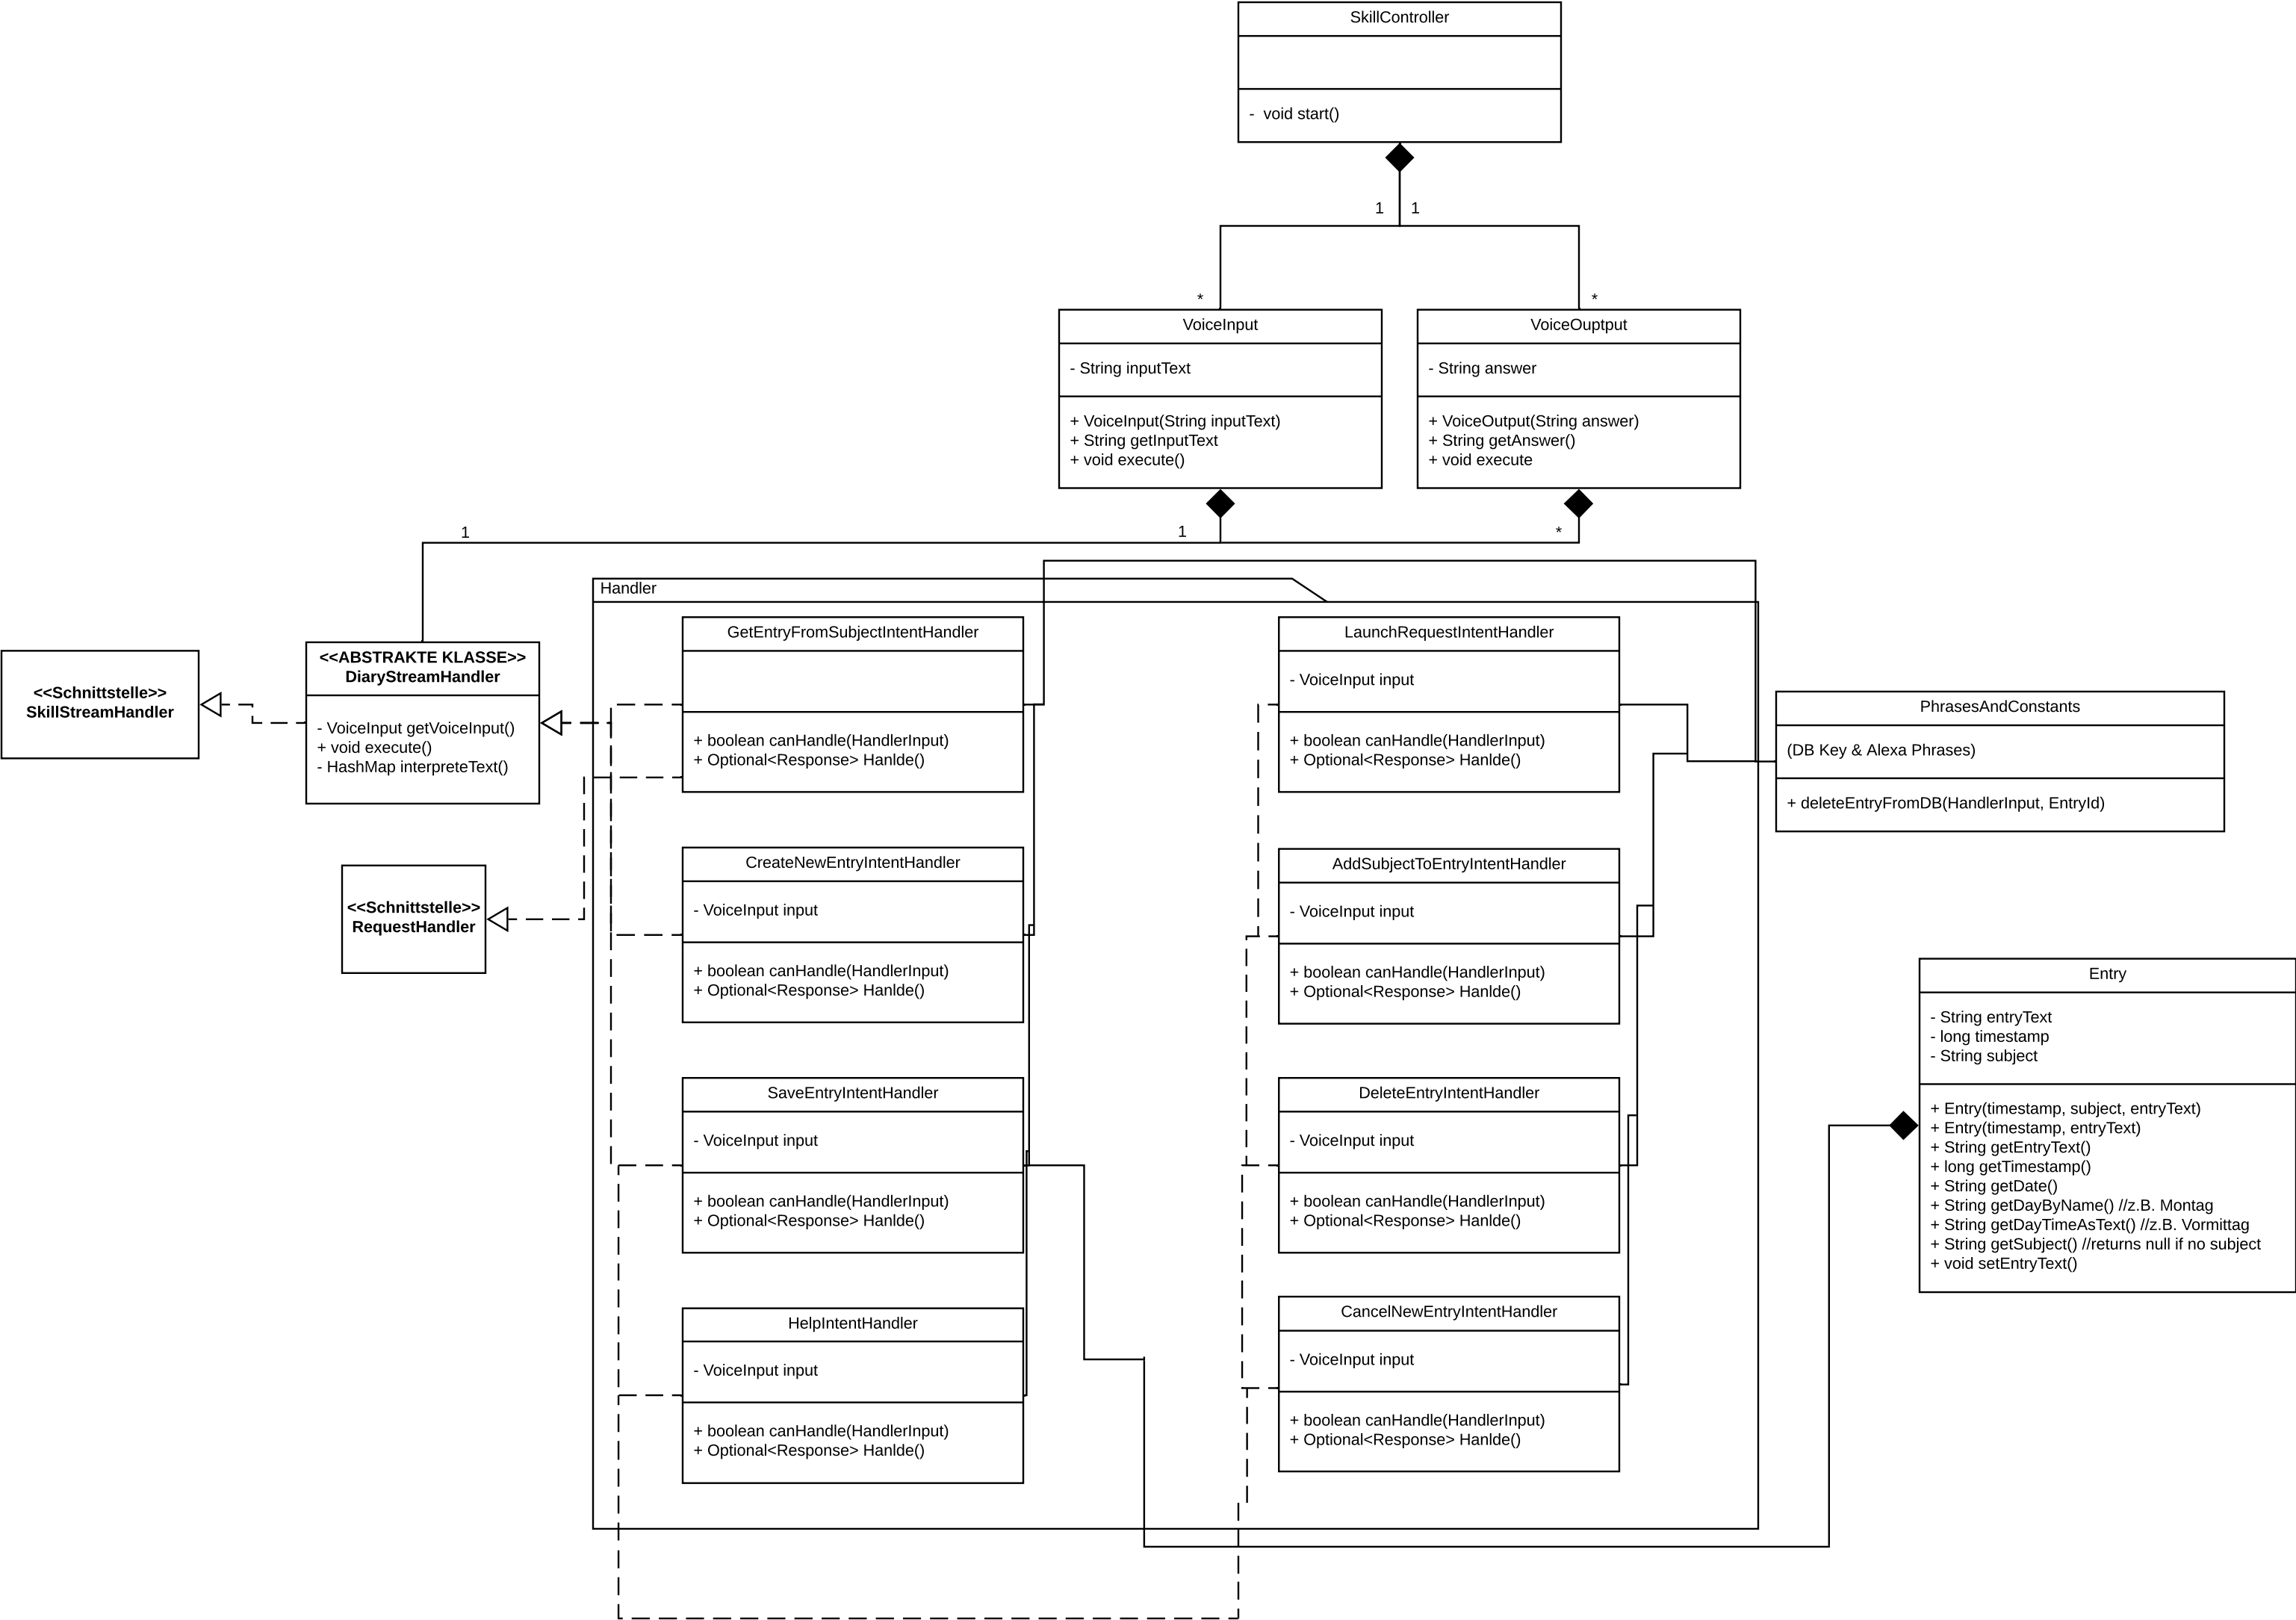 SkillController
-  void start()
1
1
*
*
VoiceInput
- String inputText
+ VoiceInput(String inputText)
+ String getInputText
+ void execute()
VoiceOuptput
- String answer
+ VoiceOutput(String answer)
+ String getAnswer()
+ void execute
1
1
*
Handler
<<Schnittstelle>>
SkillStreamHandler
<<ABSTRAKTE KLASSE>>
DiaryStreamHandler
- VoiceInput getVoiceInput()
+ void execute()
- HashMap interpreteText()
<<Schnittstelle>>
RequestHandler
GetEntryFromSubjectIntentHandler
+ boolean canHandle(HandlerInput)
+ Optional<Response> Hanlde()
LaunchRequestIntentHandler
- VoiceInput input
+ boolean canHandle(HandlerInput)
+ Optional<Response> Hanlde()
PhrasesAndConstants
(DB Key & Alexa Phrases)
+ deleteEntryFromDB(HandlerInput, EntryId)
CreateNewEntryIntentHandler
- VoiceInput input
+ boolean canHandle(HandlerInput)
+ Optional<Response> Hanlde()
AddSubjectToEntryIntentHandler
- VoiceInput input
+ boolean canHandle(HandlerInput)
+ Optional<Response> Hanlde()
SaveEntryIntentHandler
- VoiceInput input
+ boolean canHandle(HandlerInput)
+ Optional<Response> Hanlde()
DeleteEntryIntentHandler
- VoiceInput input
+ boolean canHandle(HandlerInput)
+ Optional<Response> Hanlde()
Entry
- String entryText
- long timestamp
- String subject
+ Entry(timestamp, subject, entryText)
+ Entry(timestamp, entryText)
+ String getEntryText()
+ long getTimestamp()
+ String getDate()
+ String getDayByName() //z.B. Montag
+ String getDayTimeAsText() //z.B. Vormittag
+ String getSubject() //returns null if no subject
+ void setEntryText()
HelpIntentHandler
- VoiceInput input
+ boolean canHandle(HandlerInput)
+ Optional<Response> Hanlde()
CancelNewEntryIntentHandler
- VoiceInput input
+ boolean canHandle(HandlerInput)
+ Optional<Response> Hanlde()